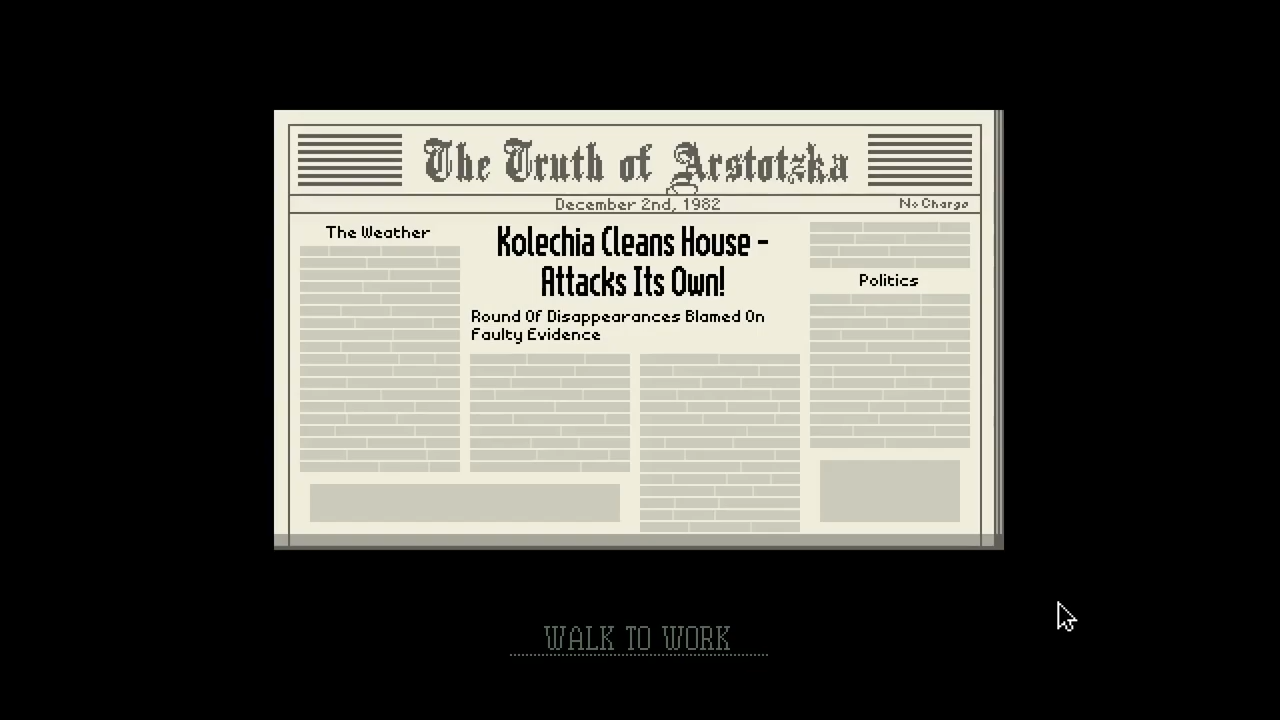 The Truth of Arstotzka
December 2nd, 1982
No Charge
The Weather
Kolechia Cleans House -
Attacks Its Own!
Round Of Disappearances Blamed On
Faulty Evidence
Politics
WALK TO WORK